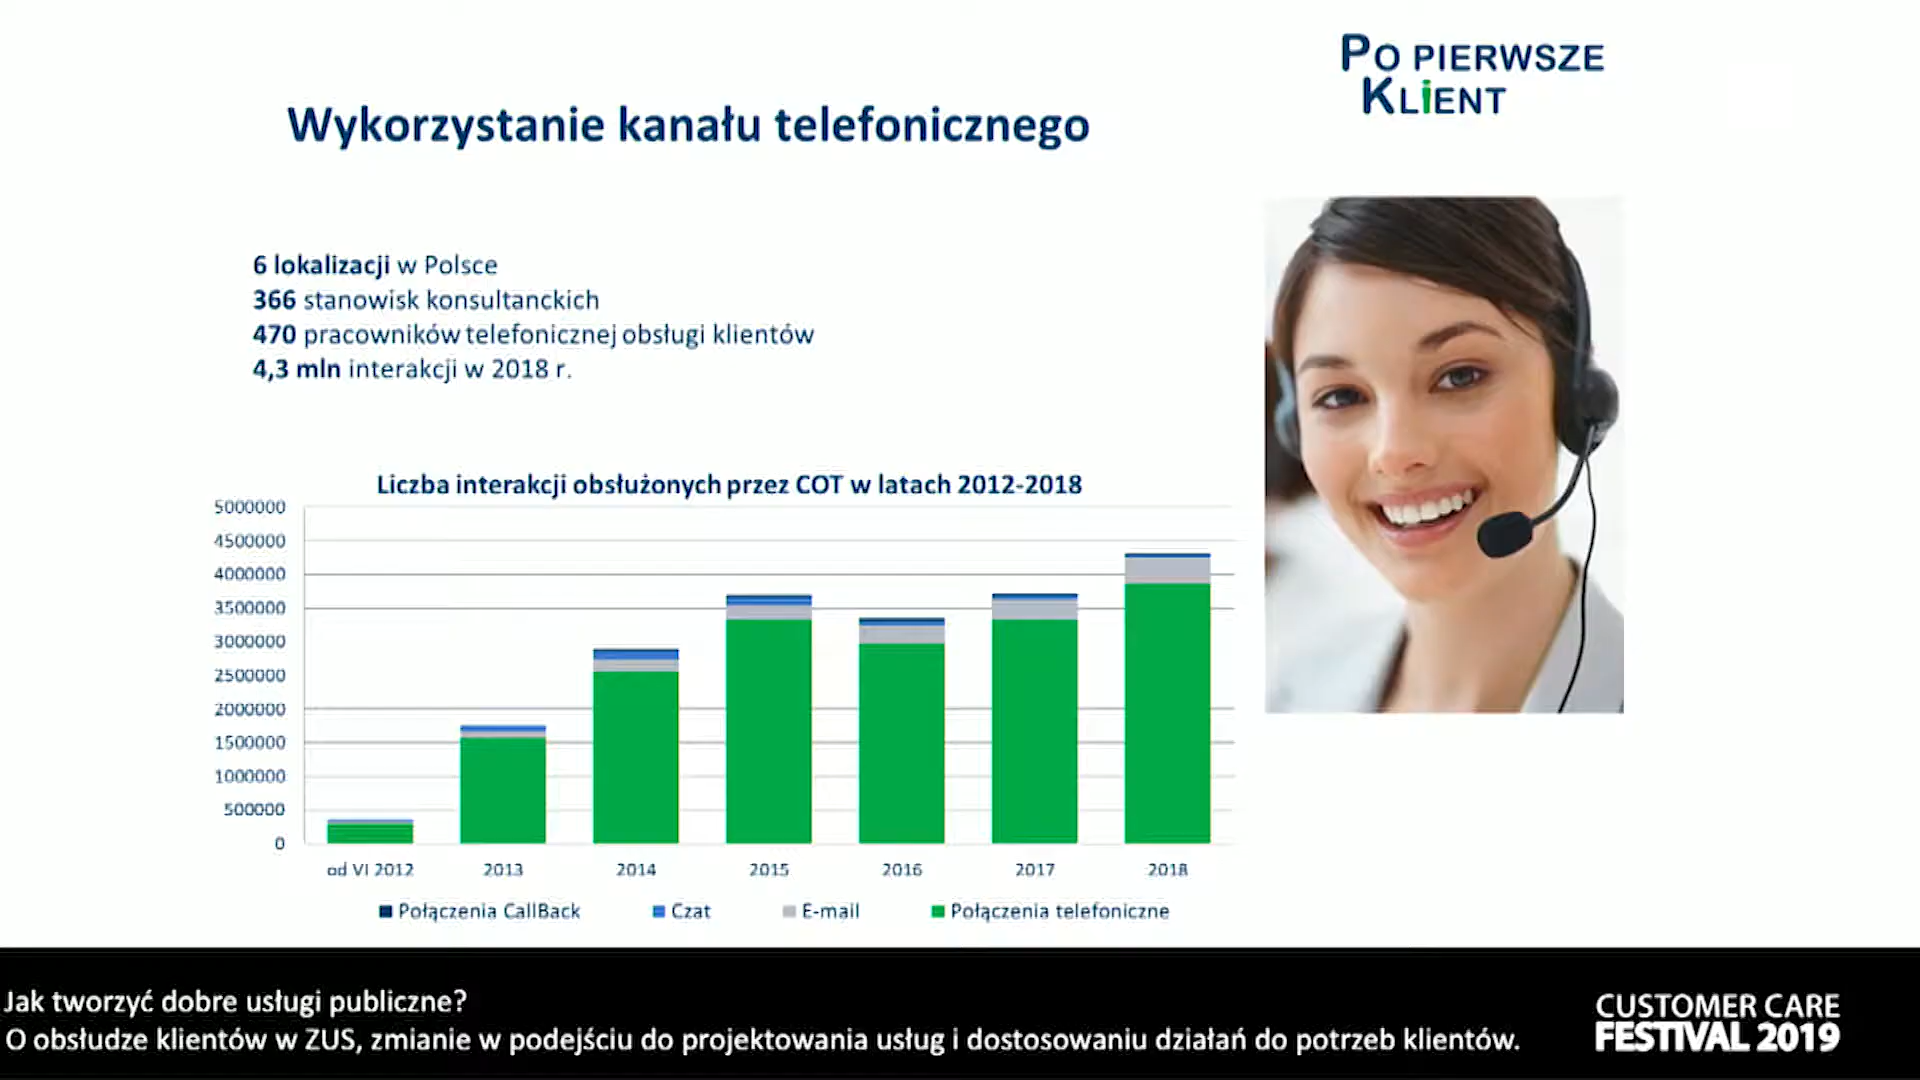 PO PIERWSZE
KLiENT
Wykorzystanie kanału telefonicznego
6 lokalizacji w Polsce
366 stanowisk konsultanckich
470 pracowników telefonicznej obsługi klientów
4,3 mln interakcji w 2018 r.
Liczba interakcji obsłużonych przez COT w latach 2012-2018
5000000
4500000
4000000
3500000
3000000
2500000
2000000
1500000
1000000
500000
0
od VI 2012 2013 2014 2015 2016 2017 2018
Połączenia CallBack Czat E-mail Połączenia telefoniczne
Jak tworzyć dobre usługi publiczne?
O obsłudze klientów w ZUS, zmianie w podejściu do projektowania usług i dostosowaniu działań do potrzeb klientów.
CUSTOMER CARE
FESTIVAL 2019